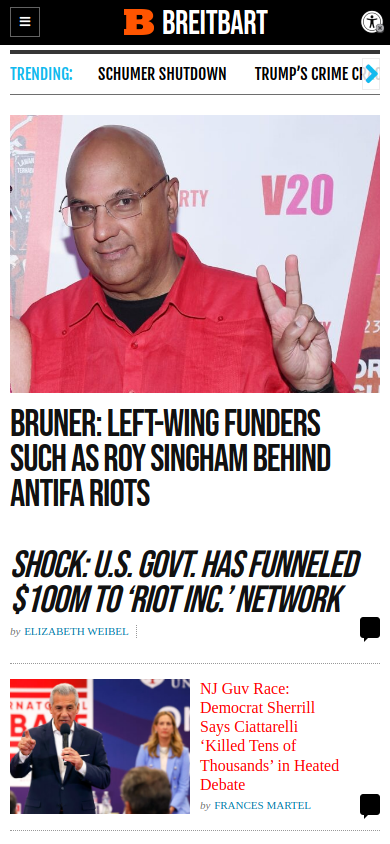 BREITBART
TRENDING:
SCHUMER SHUTDOWN
TRUMP'S CRIME
V20
BRUNER: LEFT-WING FUNDERS
SUCH AS ROY SINGHAM BEHIND
ANTIFA RIOTS
SHOCK: U.S. GOVT. HAS FUNNELED
$100M TO ‘RIOT INC.’ NETWORK
by ELIZABETH WEIBEL
NJ Guv Race:
Democrat Sherrill
Says Ciattarelli
‘Killed Tens of
Thousands’ in Heated
Debate
by FRANCES MARTEL